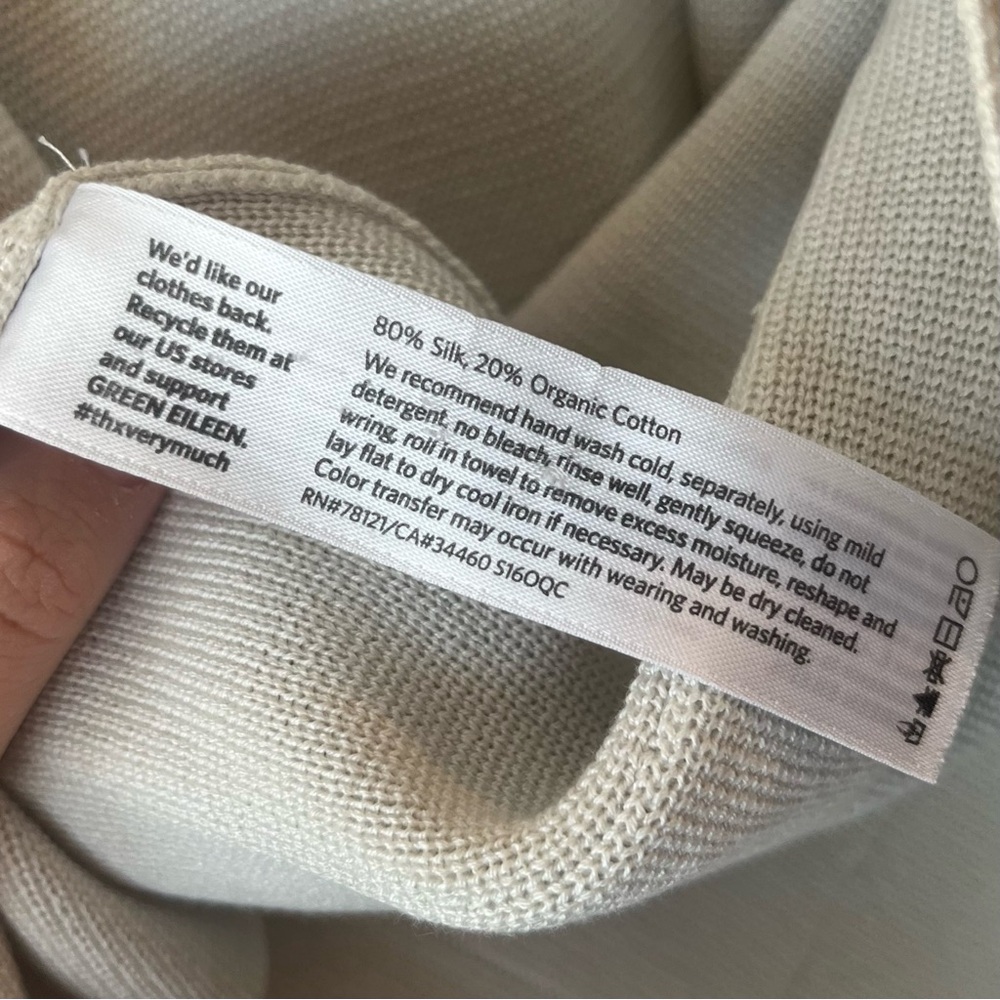 We'd like our
clothes back.
Recycle them at
our US stores
and support
GREEN EILEEN.
#thxverymuch
80% Silk, 20% Organic Cotton
We recommend hand wash cold, separately, using mild
detergent, no bleach, rinse well, gently squeeze, do not
wring, roll in towel to remove excess moisture, reshape and
lay flat to dry cool iron if necessary. May be dry cleaned.
Color transfer may occur with wearing and washing.
RN#78121/CA#34460 S16OQC